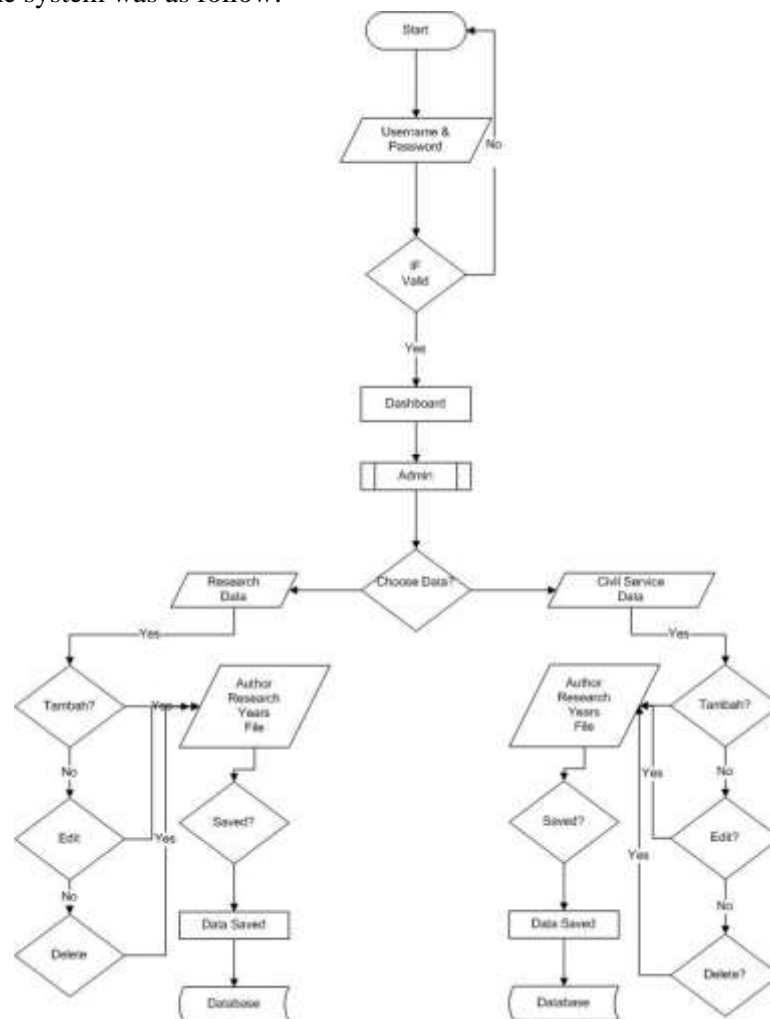 e system was as follow:
Start
Username &
Password
No
IF
Valid
Yes
Dashboard
Admin
Choose Data?
Research
Data
Civil Service
Data
Yes
Yes
Tambah?
Yes
Author
Research
Years
File
Author
Research
Years
File
Tambah?
No
Yes
No
Edit
Yes
Saved?
Saved?
Yes
Edit?
No
No
Delete
Data Saved
Data Saved
Delete?
Database
Database